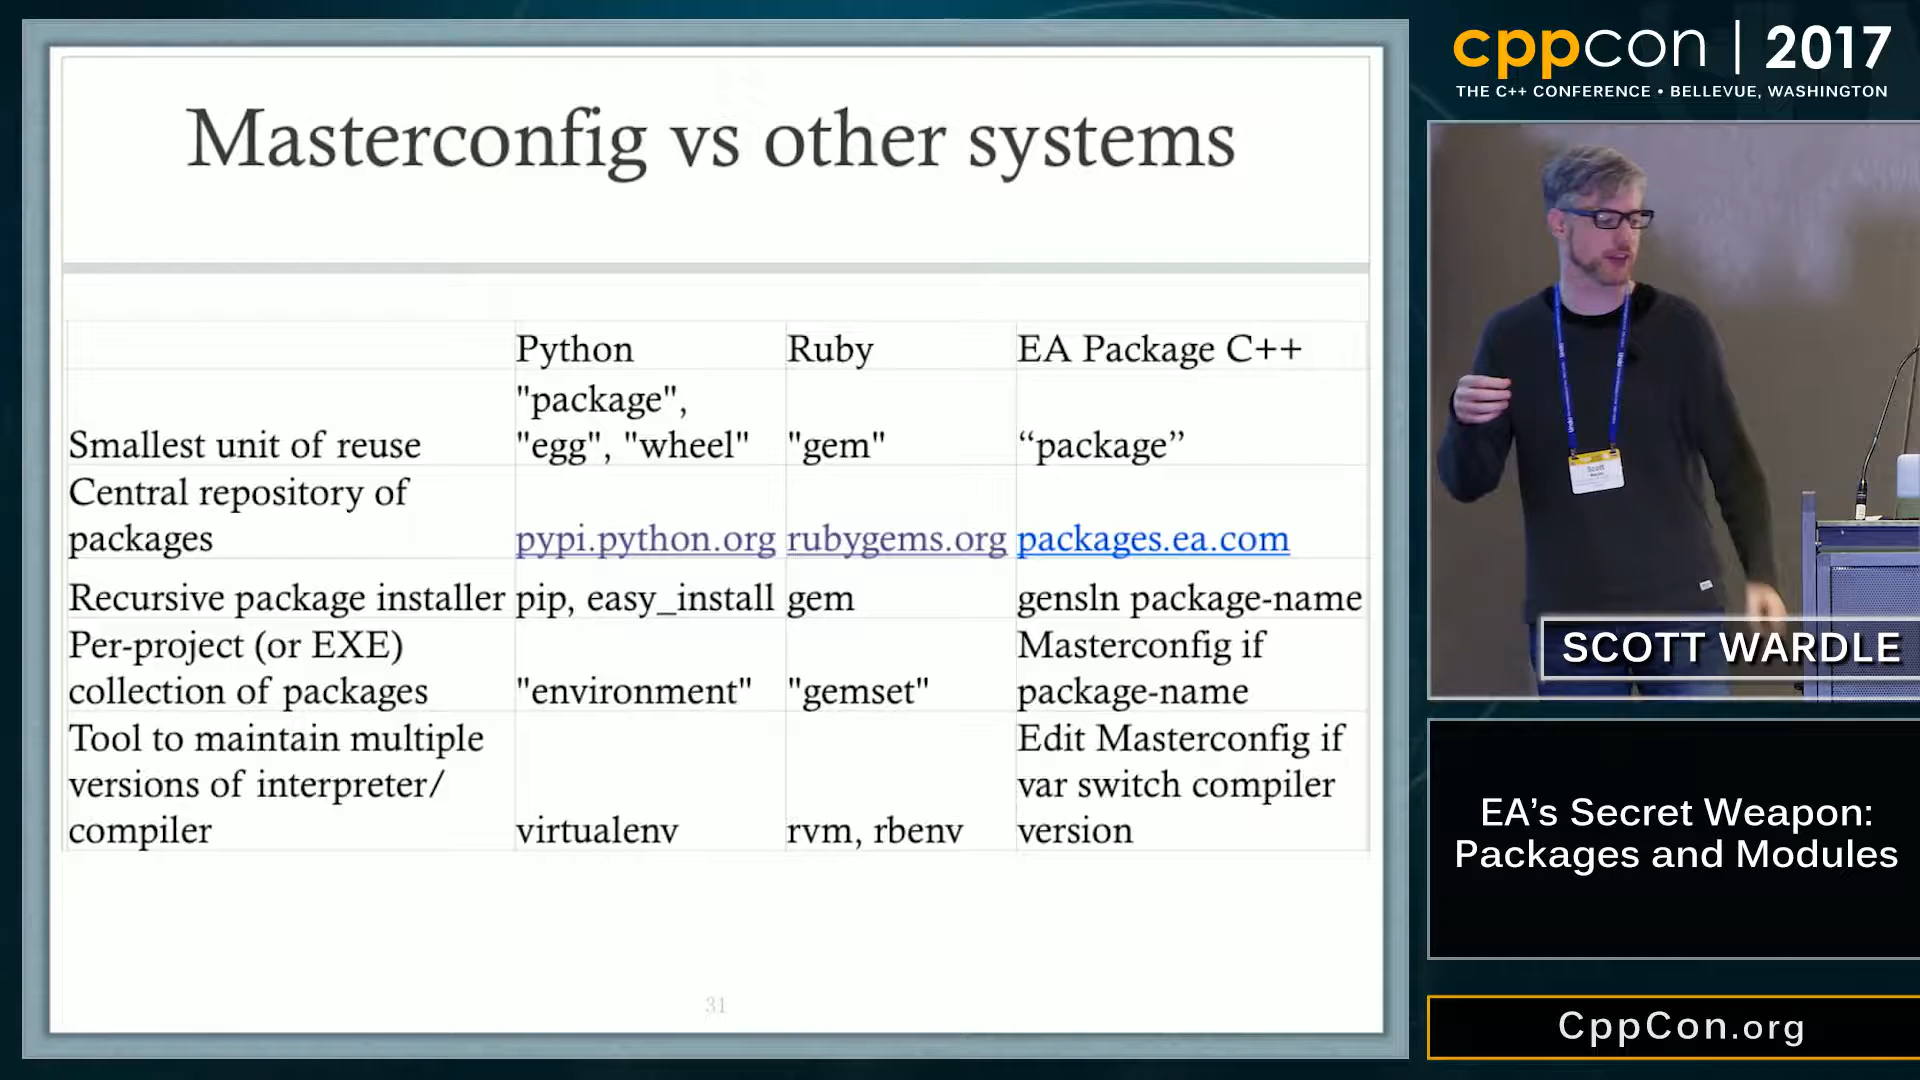 Masterconfig vs other systems
Python
Ruby
EA Package C++
Smallest unit of reuse
"package",
"egg", "wheel"
"gem"
“package”
Central repository of
packages
pypi.python.org
rubygems.org
packages.ea.com
Recursive package installer
pip, easy_install
gem
gensln package-name
Per-project (or EXE)
collection of packages
"environment"
"gemset"
Masterconfig if
package-name
Tool to maintain multiple
versions of interpreter/
compiler
virtualenv
rvm, rbenv
Edit Masterconfig if
var switch compiler
version
31
cppcon | 2017
THE C++ CONFERENCE • BELLEVUE, WASHINGTON
Scott
SCOTT WARDLE
EA’s Secret Weapon:
Packages and Modules
CppCon.org